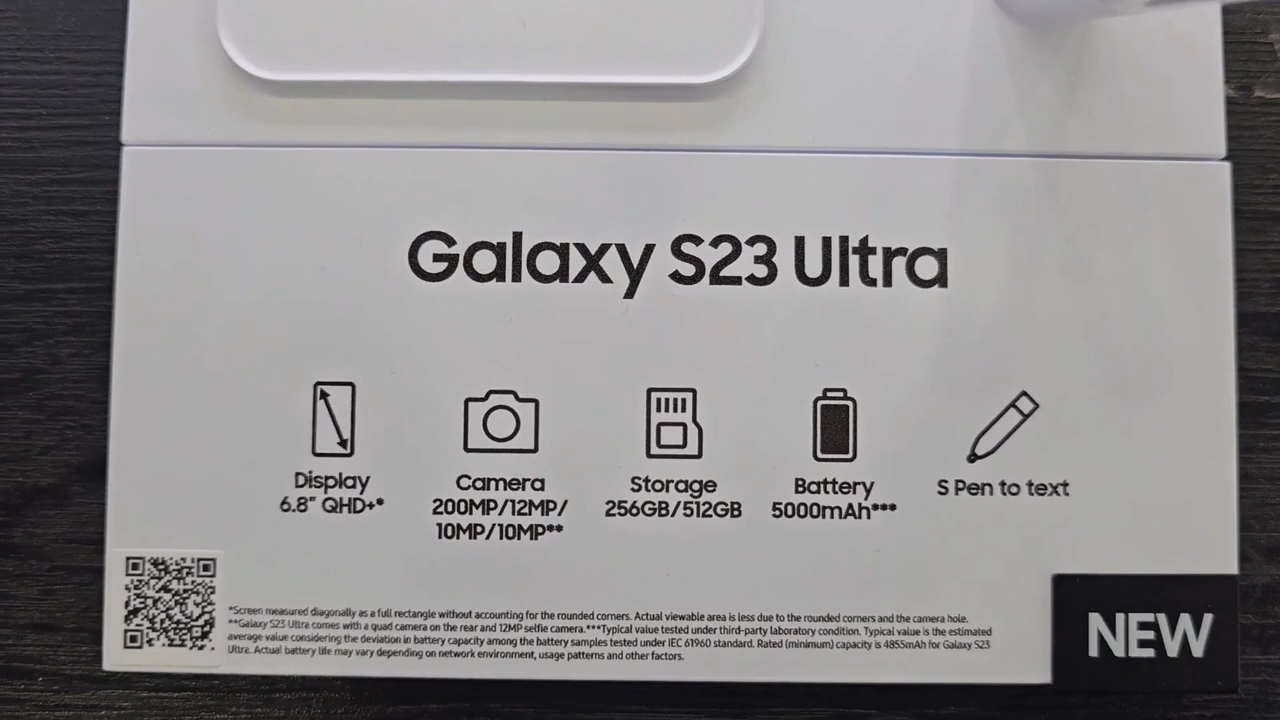 Galaxy S23 Ultra
Display
6.8" QHD+*
Camera
200MP/12MP/
10MP/10MP**
Storage
256GB/512GB
Battery
5000mAh***
S Pen to text
*Screen measured diagonally as a full rectangle without accounting for the rounded corners. Actual viewable area is less due to the rounded corners and the camera hole.
**Galaxy S23 Ultra comes with a quad camera on the rear and 12MP selfie camera.***Typical value tested under third-party laboratory condition. Typical value is the estimated
average value considering the deviation in battery capacity among the battery samples tested under IEC 61960 standard. Rated (minimum) capacity is 4855mAh for Galaxy S23
Ultra. Actual battery life may vary depending on network environment, usage patterns and other factors.
NEW